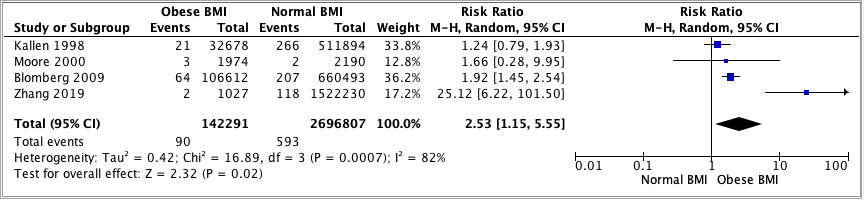 Obese BMI Normal BMI Risk Ratio Risk Ratio
Study or Subgroup Events Total Events Total Weight M-H, Random, 95% CI M-H, Random, 95% CI
Kallen 1998 21 32678 266 511894 33.8% 1.24 [0.79, 1.93]
Moore 2000 3 1974 2 2190 12.8% 1.66 [0.28, 9.95]
Blomberg 2009 64 106612 207 660493 36.2% 1.92 [1.45, 2.54]
Zhang 2019 2 1027 118 1522230 17.2% 25.12 [6.22, 101.50]
Total (95% CI) 142291 2696807 100.0% 2.53 [1.15, 5.55]
Total events 90 593
Heterogeneity: Tau² = 0.42; Chi² = 16.89, df = 3 (P = 0.0007); I² = 82%
Test for overall effect: Z = 2.32 (P = 0.02)
0.01 0.1 1 10 100
Normal BMI Obese BMI